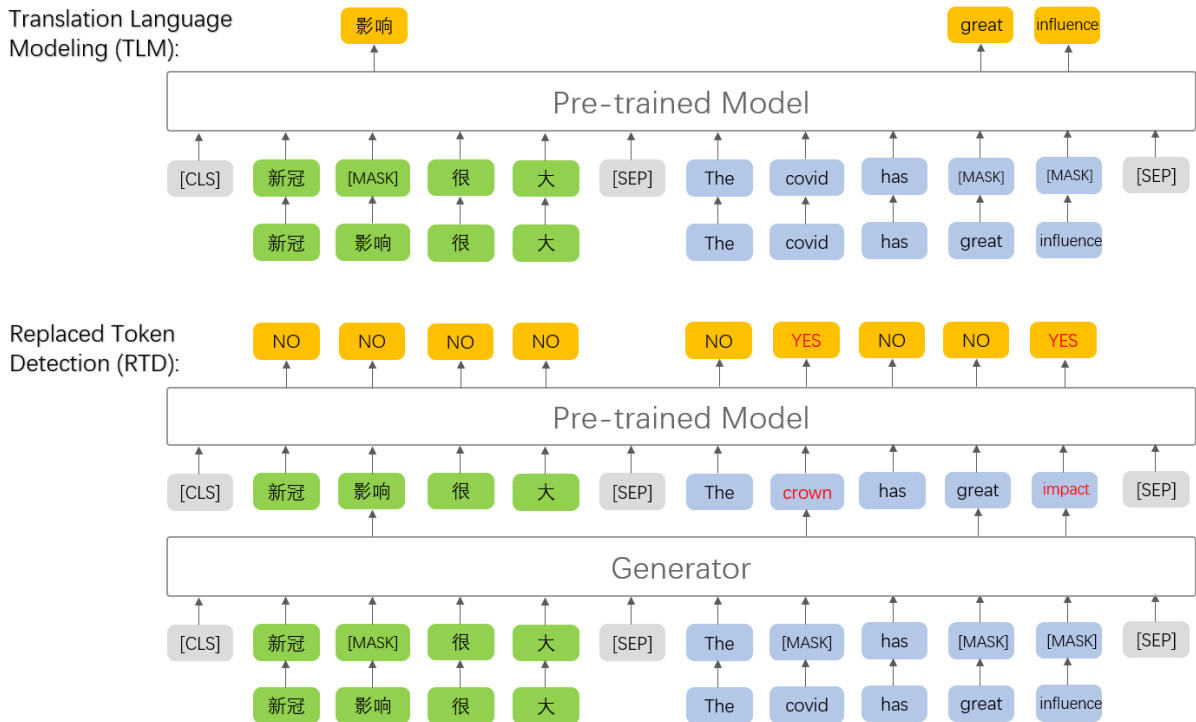 Translation Language
Modeling (TLM):
影响 great influence
Pre-trained Model
[CLS] 新冠 [MASK] 很 大 [SEP] The covid has [MASK] [MASK] [SEP]
新冠 影响 很 大 The covid has great influence
Replaced Token
Detection (RTD):
NO NO NO NO NO YES NO NO YES
Pre-trained Model
[CLS] 新冠 影响 很 大 [SEP] The crown has great impact [SEP]
Generator
[CLS] 新冠 [MASK] 很 大 [SEP] The [MASK] has [MASK] [MASK] [SEP]
新冠 影响 很 大 The covid has great influence